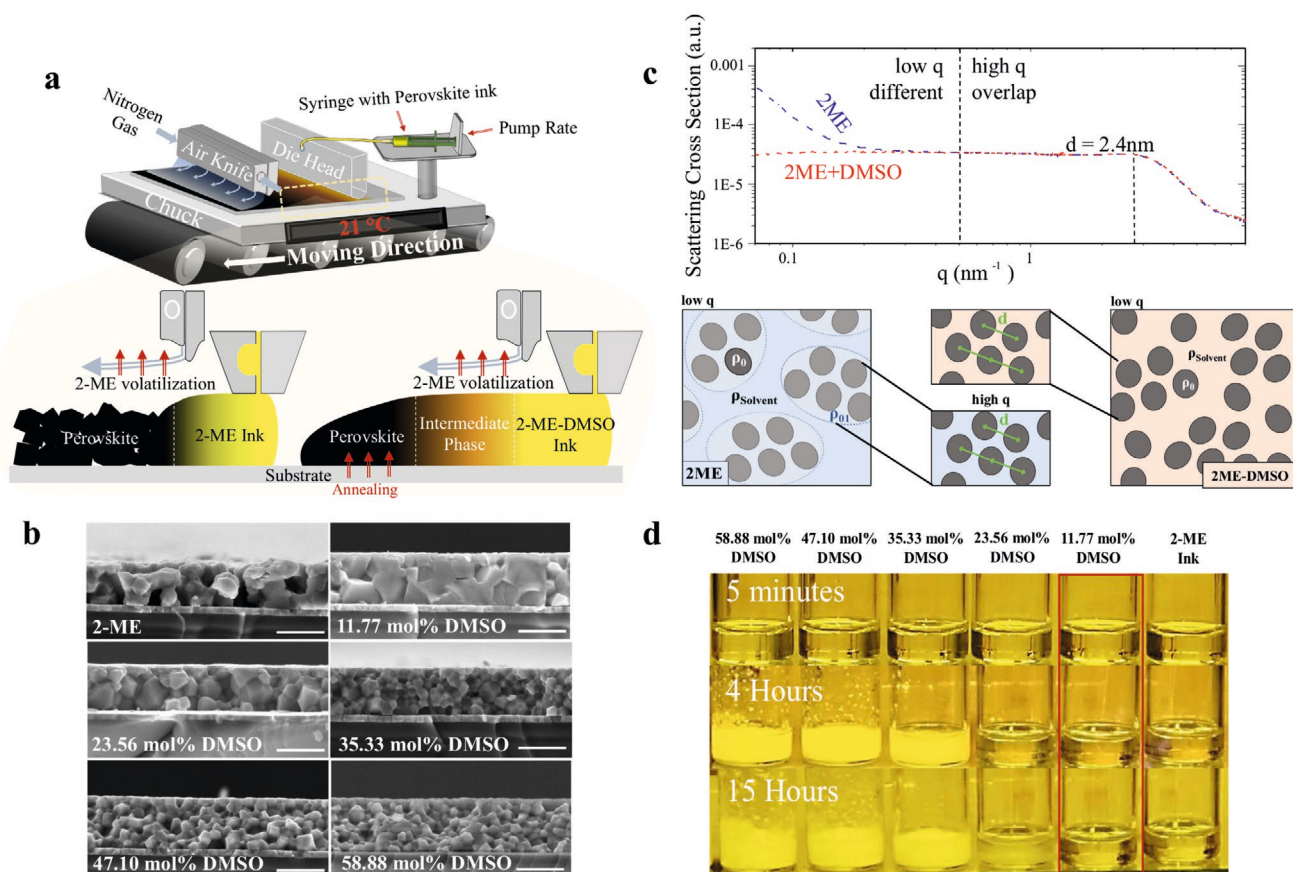 a
Nitrogen
Gas
Air Knife
Die Head
Syringe with Perovskite ink
Pump Rate
Chuck
21 °C
Moving Direction
2-ME volatilization
2-ME volatilization
Perovskite
2-ME Ink
Perovskite
Intermediate
Phase
2-ME-DMSO
Ink
Substrate
Annealing
b
2-ME
11.77 mol% DMSO
23.56 mol% DMSO
35.33 mol% DMSO
47.10 mol% DMSO
58.88 mol% DMSO
c
Scattering Cross Section (a.u.)
0.001
1E-4
1E-5
1E-6
low q
different
high q
overlap
2ME
2ME+DMSO
d = 2.4nm
0.1
1
q (nm⁻¹)
low q
ρ₀
ρSolvent
ρ₀₁
2ME
d
high q
d
low q
ρSolvent
ρ₀
2ME-DMSO
d
58.88 mol%
DMSO
47.10 mol%
DMSO
35.33 mol%
DMSO
23.56 mol%
DMSO
11.77 mol%
DMSO
2-ME
Ink
5 minutes
4 Hours
15 Hours